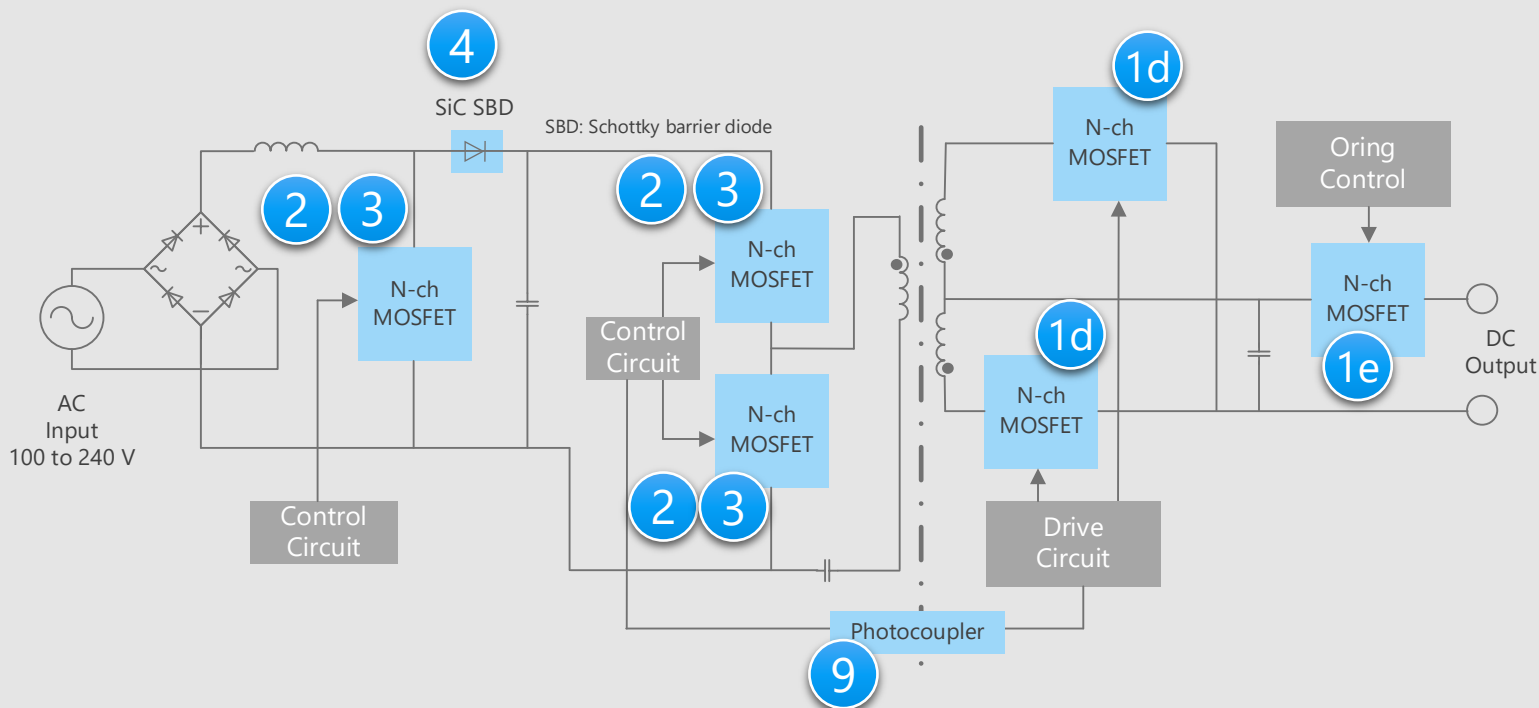 4
SiC SBD
SBD: Schottky barrier diode
1d
N-ch
MOSFET
Oring
Control
2
3
2
3
N-ch
MOSFET
N-ch
MOSFET
N-ch
MOSFET
1e
DC
Output
Control
Circuit
1d
N-ch
MOSFET
N-ch
MOSFET
AC
Input
100 to 240 V
2
3
Control
Circuit
Drive
Circuit
Photocoupler
9